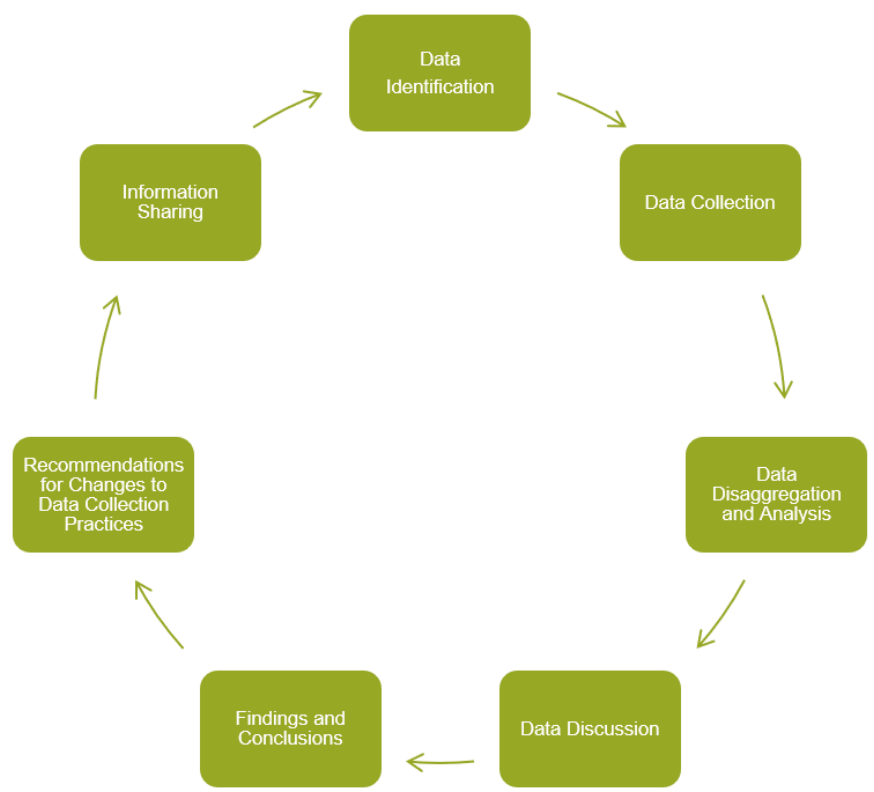 Data
Identification
Data Collection
Data
Disaggregation
and Analysis
Data Discussion
Findings and
Conclusions
Recommendations
for Changes to
Data Collection
Practices
Information
Sharing